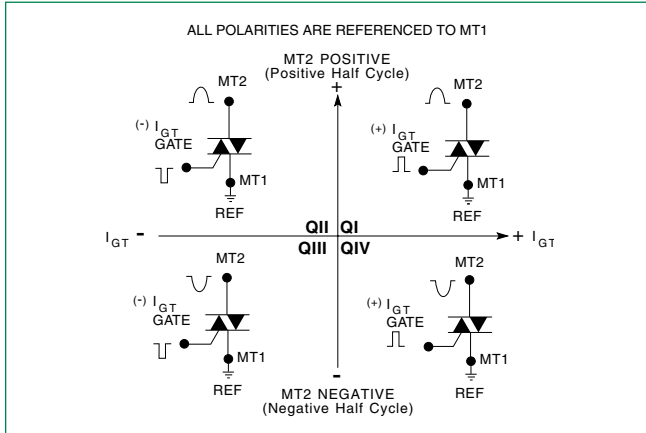 ALL POLARITIES ARE REFERENCED TO MT1
MT2 POSITIVE
(Positive Half Cycle)
+
MT2
(-) IGT
GATE
MT1
REF
MT2
(+) IGT
GATE
MT1
REF
QII QI
IGT -
+ IGT
QIII QIV
MT2
(-) IGT
GATE
MT1
REF
MT2
(+) IGT
GATE
MT1
REF
-
MT2 NEGATIVE
(Negative Half Cycle)